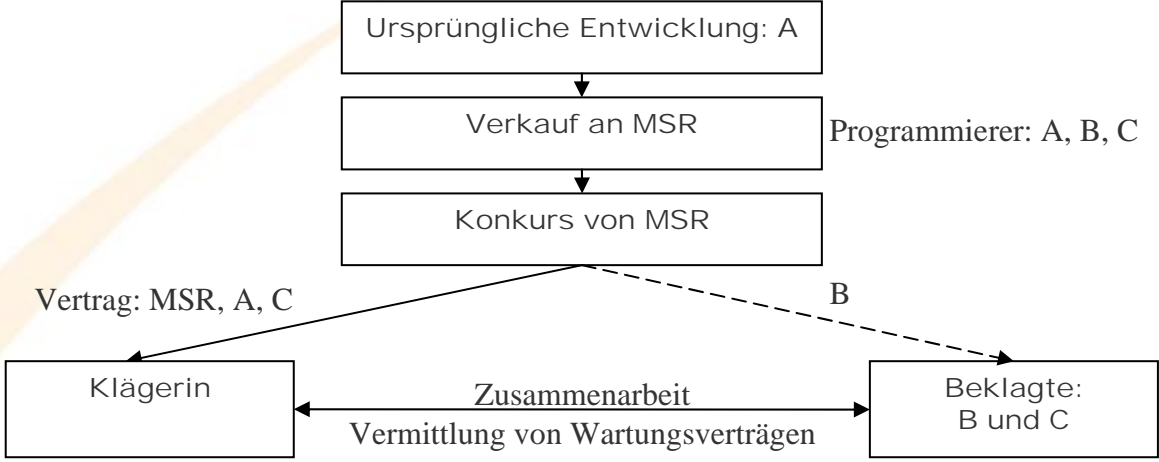 Ursprüngliche Entwicklung: A
Verkauf an MSR
Programmierer: A, B, C
Konkurs von MSR
Vertrag: MSR, A, C
B
Klägerin
Zusammenarbeit
Vermittlung von Wartungsverträgen
Beklagte:
B und C